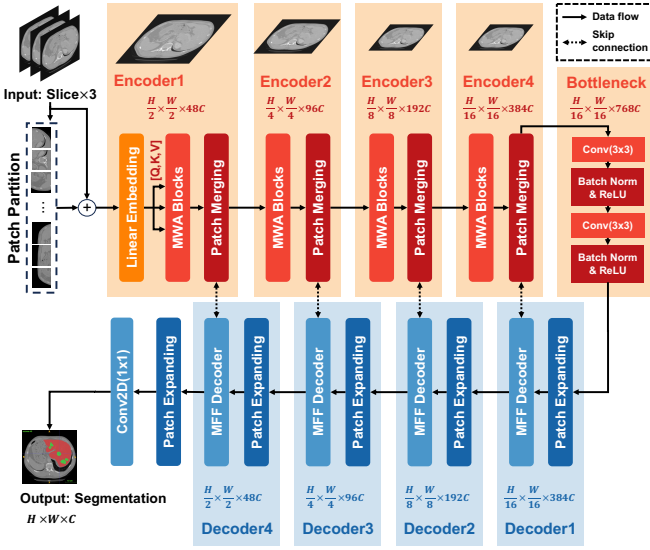 Data flow
Skip
connection
Input: Slice×3
Patch Partition
...
+
Encoder1
H/2 × W/2 ×48C
Linear Embedding
[Q,K,V]
MWA Blocks
Patch Merging
Encoder2
H/4 × W/4 ×96C
MWA Blocks
Patch Merging
Encoder3
H/8 × W/8 ×192C
MWA Blocks
Patch Merging
Encoder4
H/16 × W/16 ×384C
MWA Blocks
Patch Merging
Bottleneck
H/16 × W/16 ×768C
Conv(3x3)
Batch Norm
& ReLU
Conv(3x3)
Batch Norm
& ReLU
Conv2D(1x1)
Patch Expanding
MFF Decoder
Patch Expanding
H/2 × W/2 ×48C
Decoder4
MFF Decoder
Patch Expanding
H/4 × W/4 ×96C
Decoder3
MFF Decoder
Patch Expanding
H/8 × W/8 ×192C
Decoder2
MFF Decoder
Patch Expanding
H/16 × W/16 ×384C
Decoder1
Output: Segmentation
H×W×C